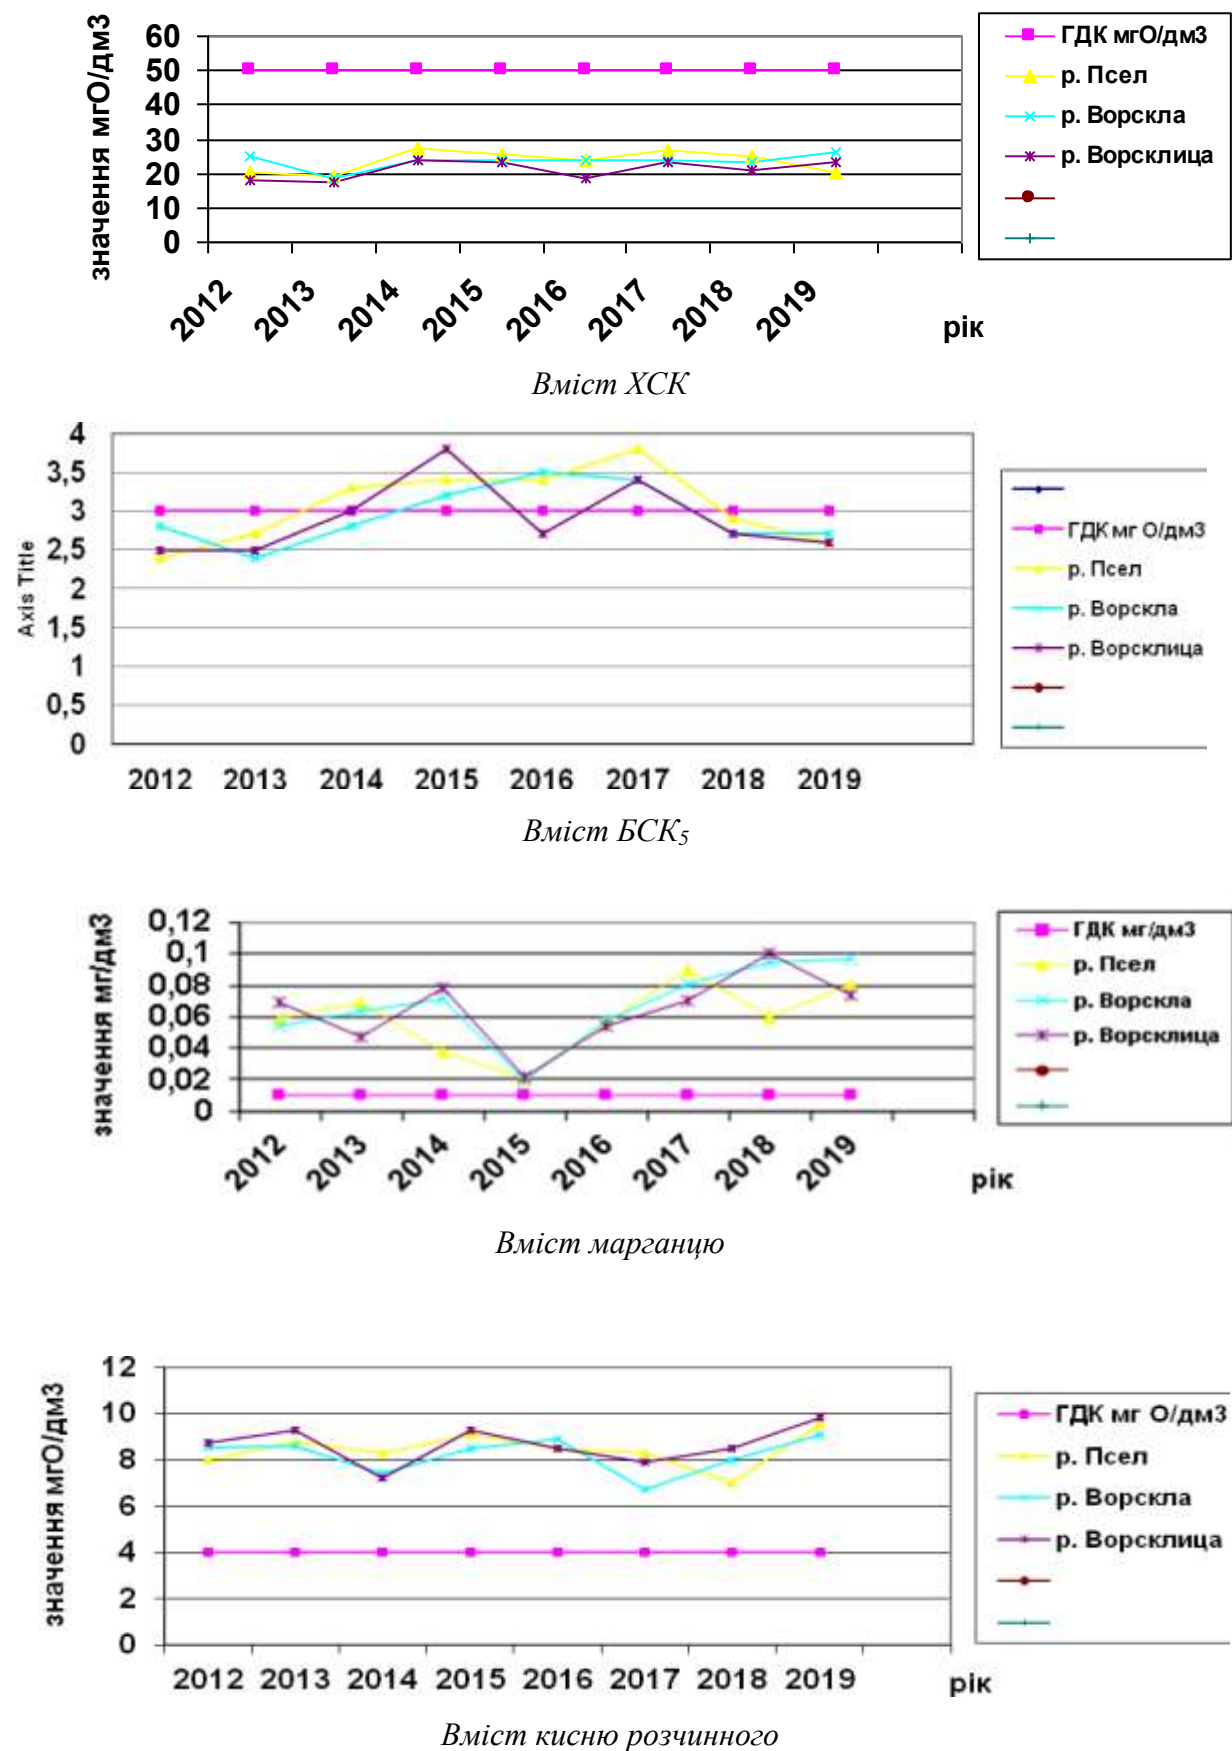 значення мгО/дм3
60
50
40
30
20
10
0
2012
2013
2014
2015
2016
2017
2018
2019
рік
ГДК мгО/дм3
р. Псел
р. Ворскла
р. Ворсклица
Вміст ХСК
Axis Title
4
3,5
3
2,5
2
1,5
1
0,5
0
2012 2013 2014 2015 2016 2017 2018 2019
ГДК мг О/дм3
р. Псел
р. Ворскла
р. Ворсклица
Вміст БСК5
значення мг/дм3
0,12
0,1
0,08
0,06
0,04
0,02
0
2012
2013
2014
2015
2016
2017
2018
2019
рік
ГДК мг/дм3
р. Псел
р. Ворскла
р. Ворсклица
Вміст марганцю
значення мгО/дм3
12
10
8
6
4
2
0
2012 2013 2014 2015 2016 2017 2018 2019
рік
ГДК мг О/дм3
р. Псел
р. Ворскла
р. Ворсклица
Вміст кисню розчинного